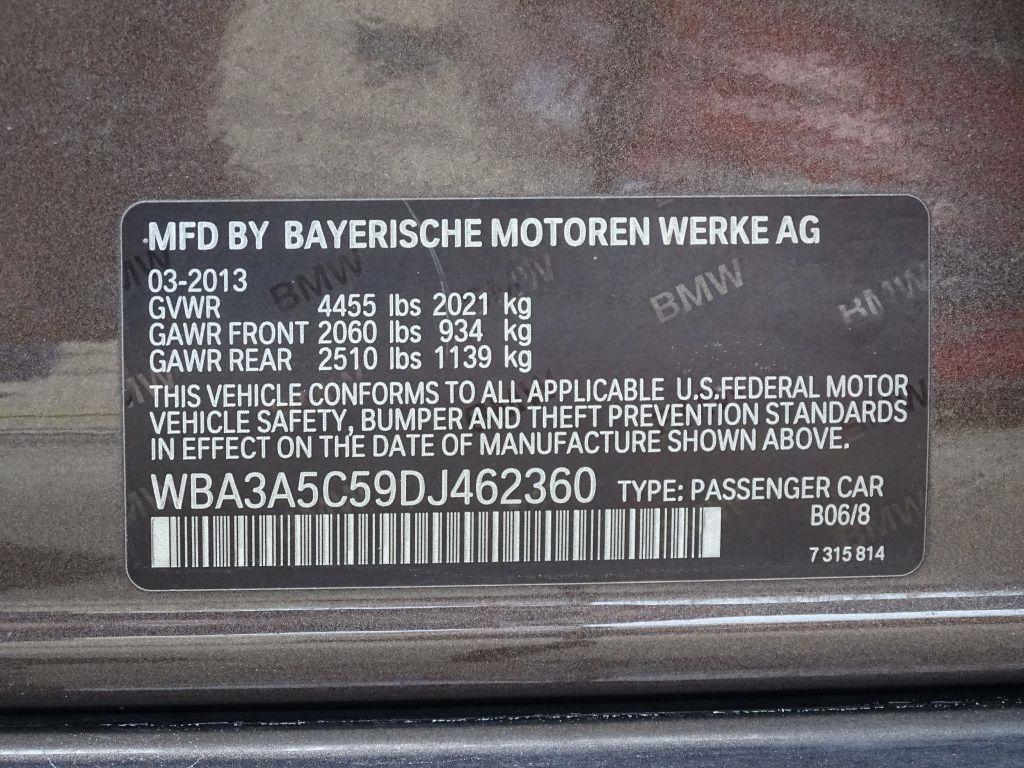 MFD BY BAYERISCHE MOTOREN WERKE AG
03-2013
GVWR 4455 lbs 2021 kg
GAWR FRONT 2060 lbs 934 kg
GAWR REAR 2510 lbs 1139 kg
THIS VEHICLE CONFORMS TO ALL APPLICABLE U.S.FEDERAL MOTOR
VEHICLE SAFETY, BUMPER AND THEFT PREVENTION STANDARDS
IN EFFECT ON THE DATE OF MANUFACTURE SHOWN ABOVE.
WBA3A5C59DJ462360 TYPE: PASSENGER CAR
B06/8
7 315 814